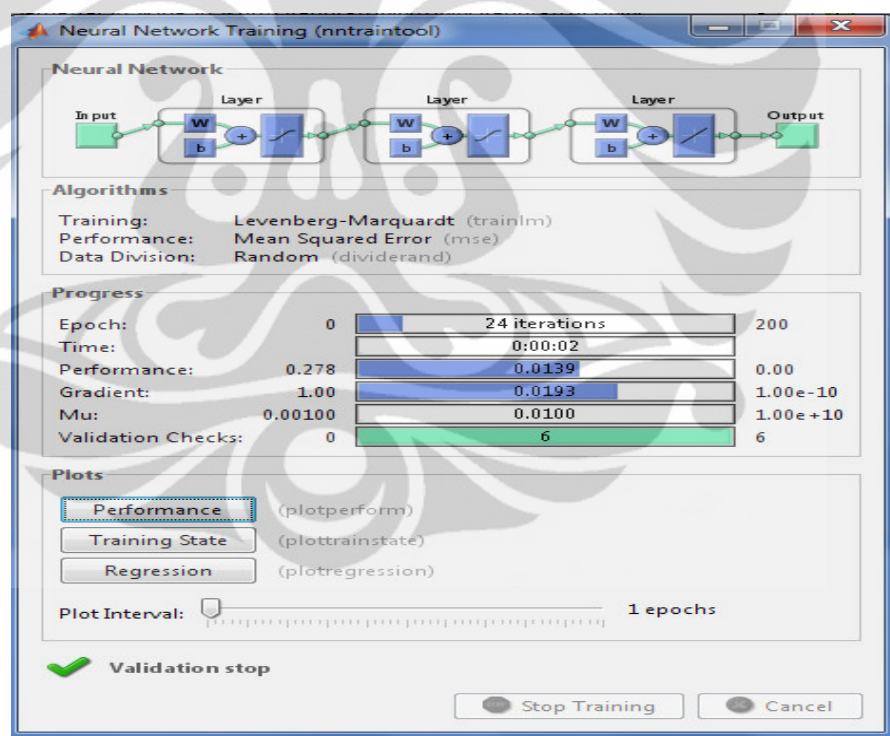 Neural Network Training (nntraintool)
Neural Network
Layer Layer Layer
Input Output
W W W
b b b
Algorithms
Training: Levenberg-Marquardt (trainlm)
Performance: Mean Squared Error (mse)
Data Division: Random (dividerand)
Progress
Epoch: 0 24 iterations 200
Time: 0:00:02
Performance: 0.278 0.0139 0.00
Gradient: 1.00 0.0193 1.00e-10
Mu: 0.00100 0.0100 1.00e+10
Validation Checks: 0 6 6
Plots
Performance (plotperform)
Training State (plottrainstate)
Regression (plotregression)
Plot Interval: 1 epochs
Validation stop
Stop Training Cancel